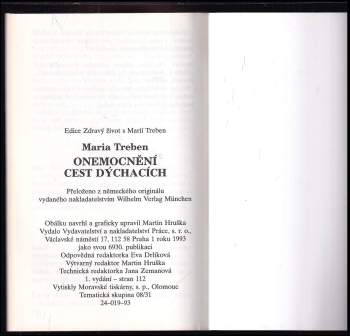 Edice Zdravý život s Marií Treben
Maria Treben
ONEMOCNĚNÍ
CEST DÝCHACÍCH
Přeloženo z německého originálu
vydaného nakladatelstvím Wilhelm Verlag München
Obálku navrhl a graficky upravil Martin Hruška
Vydalo Vydavatelství a nakladatelství Práce, s. r. o.,
Václavské náměstí 17, 112 58 Praha 1 roku 1993
jako svou 6930. publikaci
Odpovědná redaktorka Eva Drlíková
Výtvarný redaktor Martin Hruška
Technická redaktorka Jana Zemanová
1. vydání – stran 112
Vytiskly Moravské tiskárny, s. p., Olomouc
Tematická skupina 08/31
24-019-93